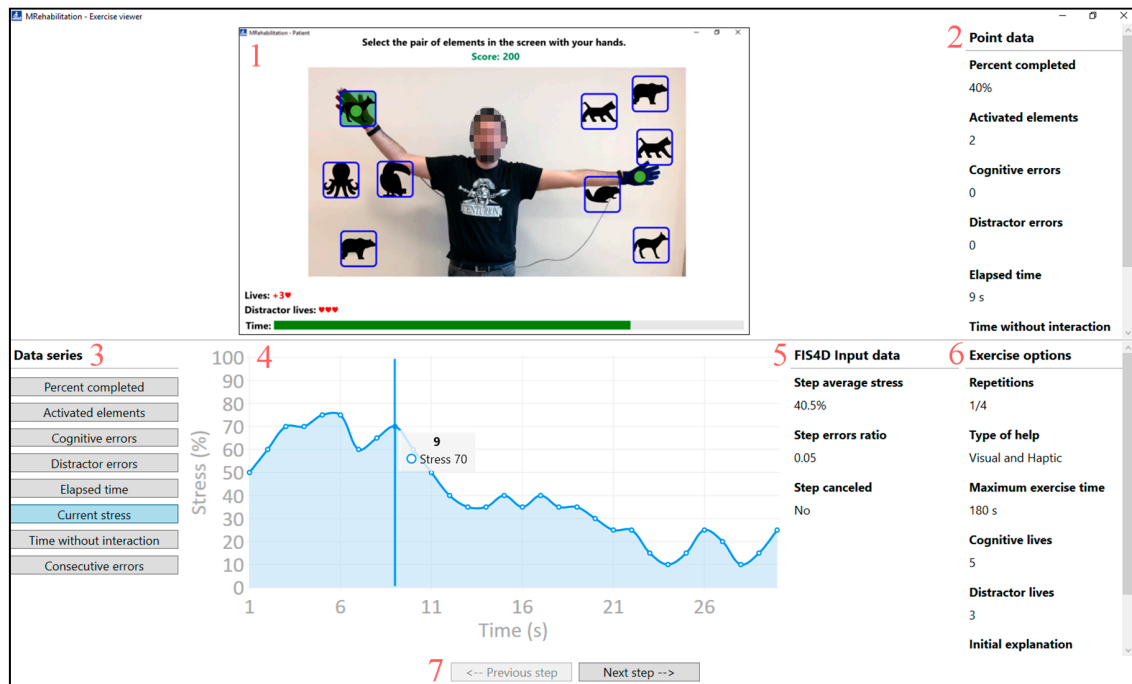 MRehabilitation - Exercise viewer
MRehabilitation - Patient
1
Select the pair of elements in the screen with your hands.
Score: 200
CENTURION
Lives: +3♥
Distractor lives: ♥♥♥
Time:
2 Point data
Percent completed
40%
Activated elements
2
Cognitive errors
0
Distractor errors
0
Elapsed time
9 s
Time without interaction
Data series 3
Percent completed
Activated elements
Cognitive errors
Distractor errors
Elapsed time
Current stress
Time without interaction
Consecutive errors
4
Stress (%)
100
90
80
70
60
50
40
30
20
10
0
9
Stress 70
1 6 11 16 21 26
Time (s)
5 FIS4D Input data
Step average stress
40.5%
Step errors ratio
0.05
Step canceled
No
6 Exercise options
Repetitions
1/4
Type of help
Visual and Haptic
Maximum exercise time
180 s
Cognitive lives
5
Distractor lives
3
Initial explanation
7 <-- Previous step Next step -->